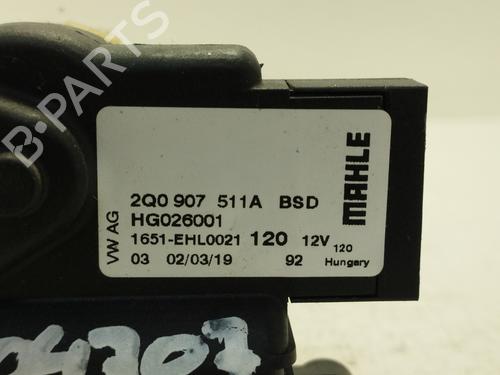 B-PARTS
2Q0 907 511A BSD
HG026001
1651-EHL0021 120 12V 120
03 02/03/19 92 Hungary
VW AG
MAHLE
04707